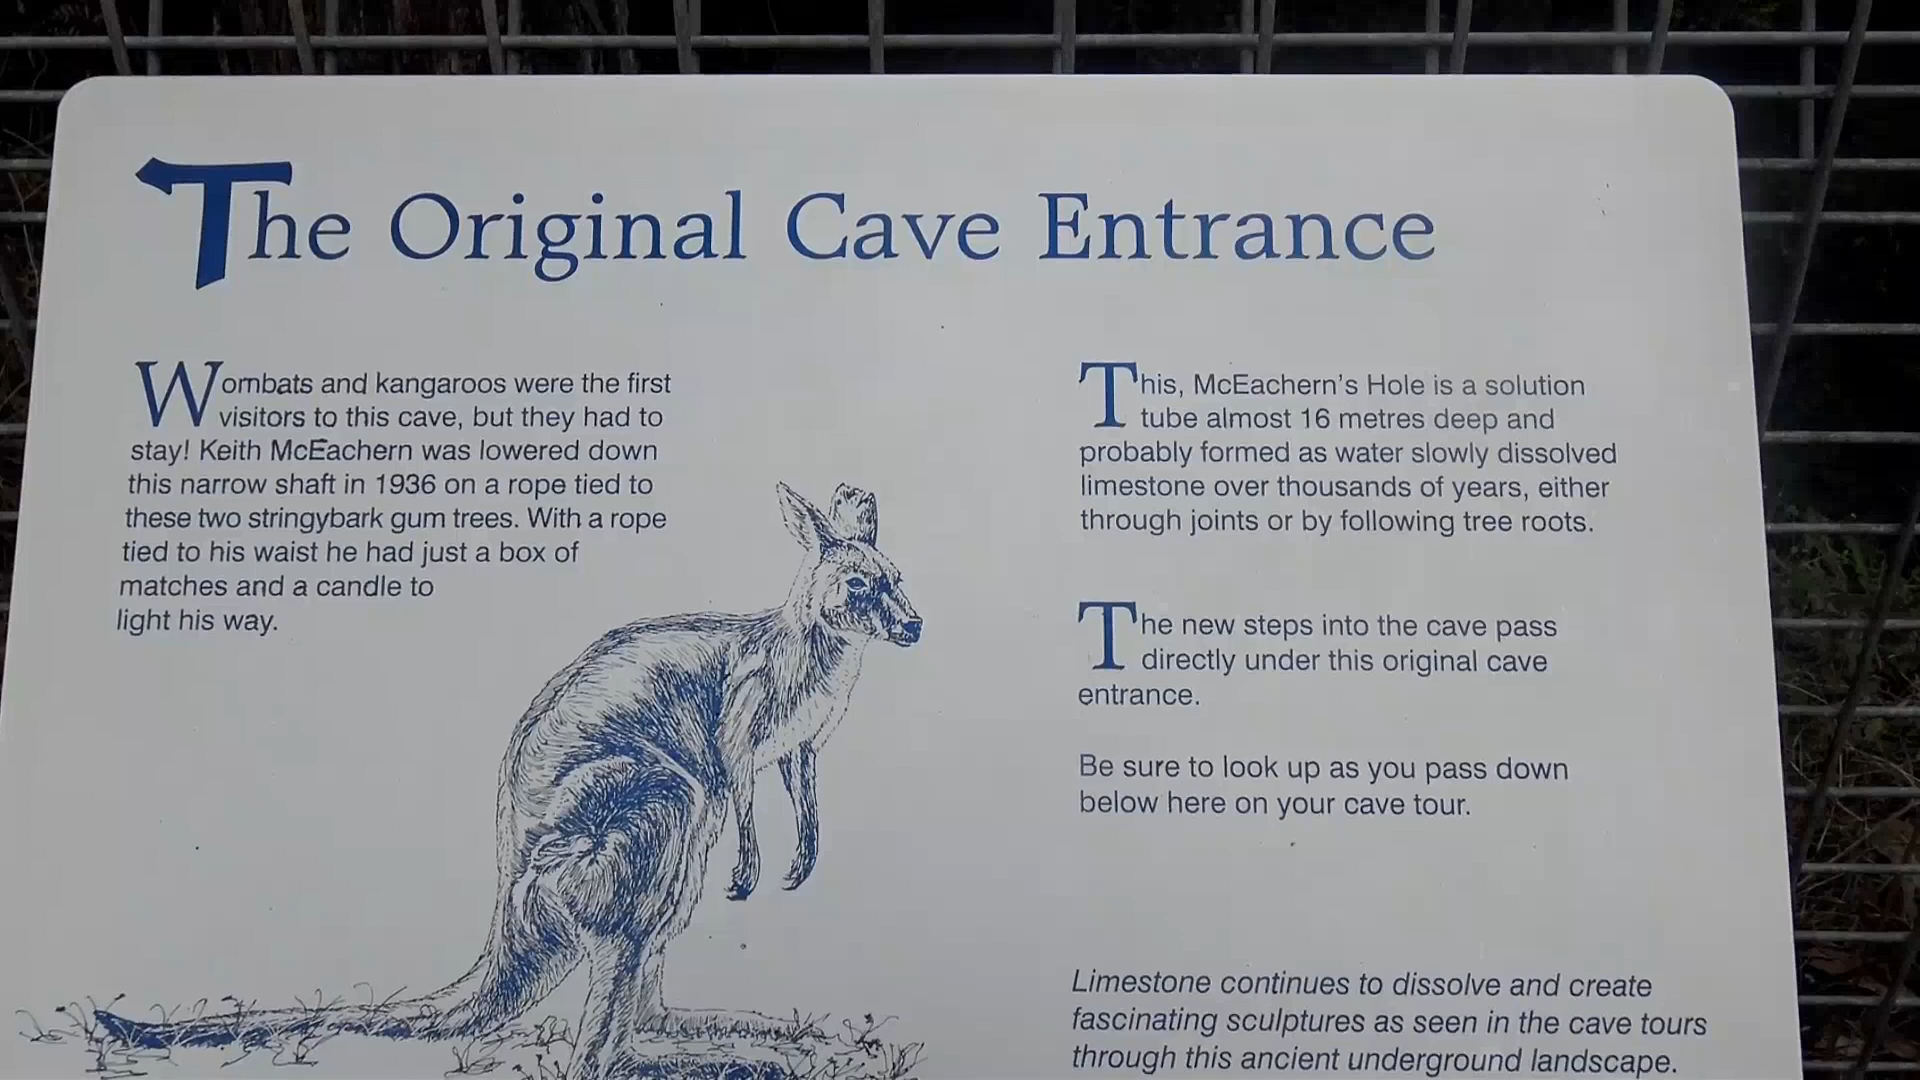 The Original Cave Entrance
Wombats and kangaroos were the first
visitors to this cave, but they had to
stay! Keith McEachern was lowered down
this narrow shaft in 1936 on a rope tied to
these two stringybark gum trees. With a rope
tied to his waist he had just a box of
matches and a candle to
light his way.
This, McEachern's Hole is a solution
tube almost 16 metres deep and
probably formed as water slowly dissolved
limestone over thousands of years, either
through joints or by following tree roots.
The new steps into the cave pass
directly under this original cave
entrance.
Be sure to look up as you pass down
below here on your cave tour.
Limestone continues to dissolve and create
fascinating sculptures as seen in the cave tours
through this ancient underground landscape.